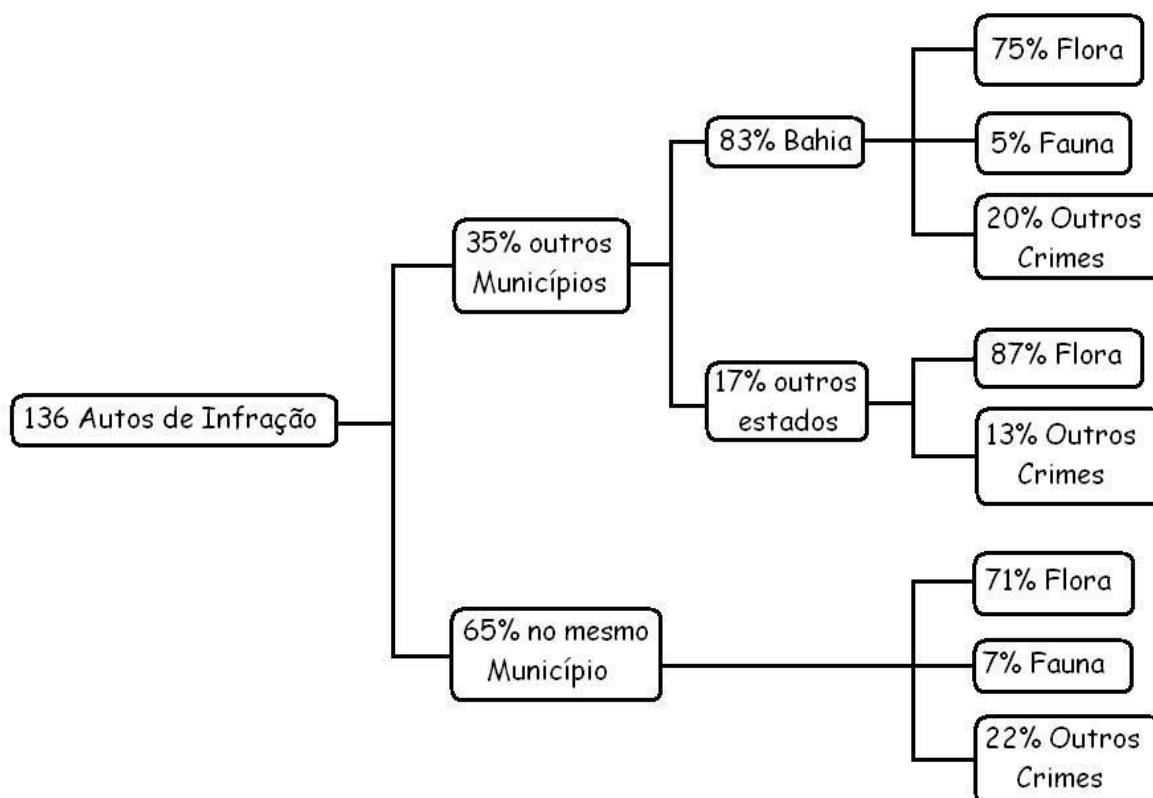 136 Autos de Infração
35% outros
Municípios
83% Bahia
75% Flora
5% Fauna
20% Outros
Crimes
17% outros
estados
87% Flora
13% Outros
Crimes
65% no mesmo
Município
71% Flora
7% Fauna
22% Outros
Crimes